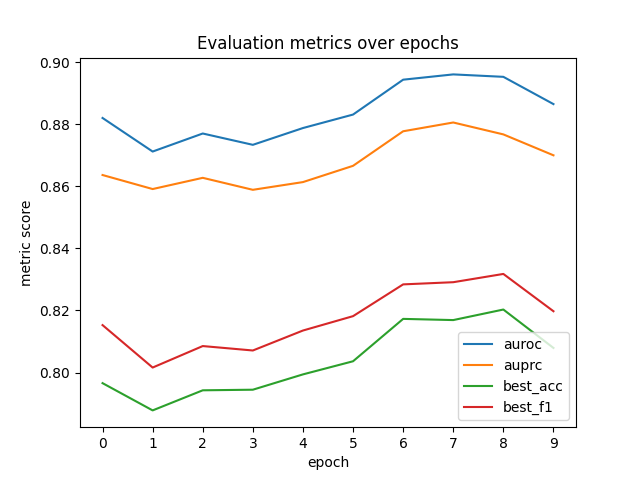 Evaluation metrics over epochs
metric score
0.90
0.88
0.86
0.84
0.82
0.80
0 1 2 3 4 5 6 7 8 9
epoch
auroc
auprc
best_acc
best_f1